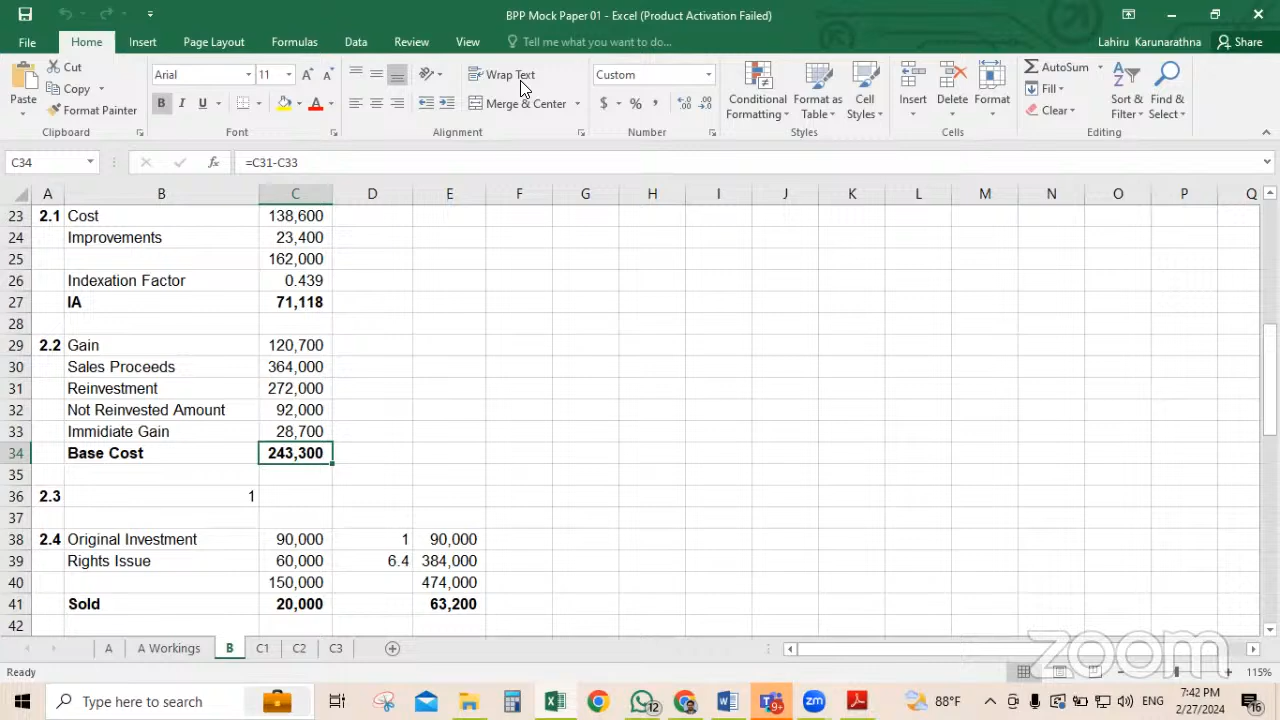 BPP Mock Paper 01 - Excel (Product Activation Failed)
File Home Insert Page Layout Formulas Data Review View Tell me what you want to do... Lahiru Karunarathna Share
Paste Cut Copy Format Painter Clipboard
Arial 11 A A B I U A Font
Wrap Text Merge & Center Alignment
Custom $ % , Number
Conditional Formatting Format as Table Cell Styles Styles
Insert Delete Format Cells
AutoSum Fill Clear Sort & Filter Find & Select Editing
C34 fx =C31-C33
A B C D E F G H I J K L M N O P Q
23 2.1 Cost 138,600
24 Improvements 23,400
25 162,000
26 Indexation Factor 0.439
27 IA 71,118
28
29 2.2 Gain 120,700
30 Sales Proceeds 364,000
31 Reinvestment 272,000
32 Not Reinvested Amount 92,000
33 Immidiate Gain 28,700
34 Base Cost 243,300
35
36 2.3 1
37
38 2.4 Original Investment 90,000 1 90,000
39 Rights Issue 60,000 6.4 384,000
40 150,000 474,000
41 Sold 20,000 63,200
42
A A Workings B C1 C2 C3
zoom
Ready 115%
Type here to search 12 9+ zm 88°F ENG 7:42 PM 2/27/2024 16